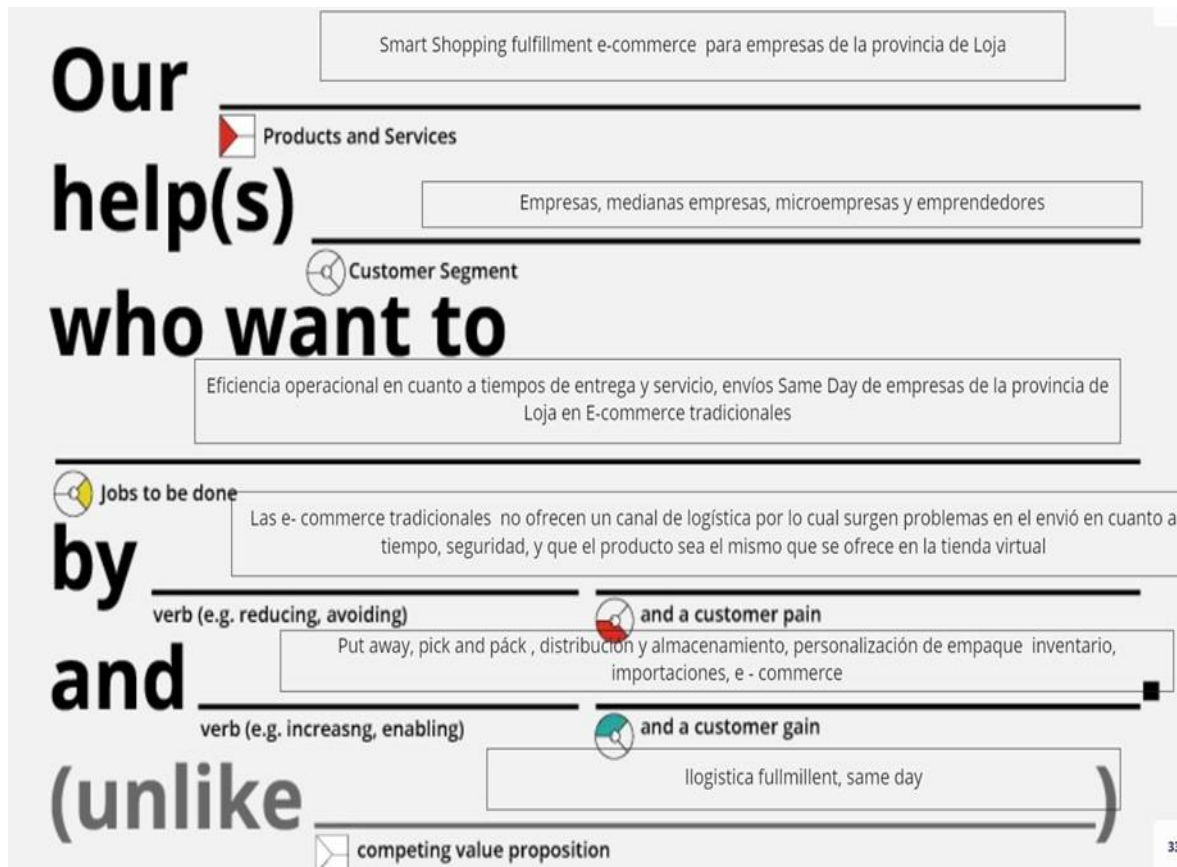 Smart Shopping fulfillment e-commerce para empresas de la provincia de Loja
Our
Products and Services
help(s)
Empresas, medianas empresas, microempresas y emprendedores
Customer Segment
who want to
Eficiencia operacional en cuanto a tiempos de entrega y servicio, envíos Same Day de empresas de la provincia de
Loja en E-commerce tradicionales
Jobs to be done
Las e- commerce tradicionales no ofrecen un canal de logística por lo cual surgen problemas en el envió en cuanto a
tiempo, seguridad, y que el producto sea el mismo que se ofrece en la tienda virtual
by
verb (e.g. reducing, avoiding)
and a customer pain
Put away, pick and páck , distribución y almacenamiento, personalización de empaque inventario,
importaciones, e - commerce
and
verb (e.g. increasng, enabling)
and a customer gain
(unlike
llogistica fullmillent, same day
)
competing value proposition
33